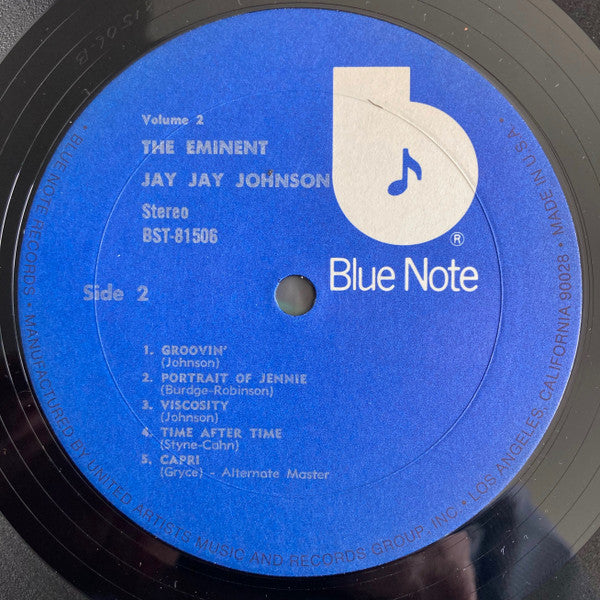 Volume 2
THE EMINENT
JAY JAY JOHNSON
Stereo
BST-81506
®
Blue Note
Side 2
1. GROOVIN'
(Johnson)
2. PORTRAIT OF JENNIE
(Burdge-Robinson)
3. VISCOSITY
(Johnson)
4. TIME AFTER TIME
(Styne-Cahn)
5. CAPRI
(Gryce) - Alternate Master
• BLUE NOTE RECORDS • MANUFACTURED BY UNITED ARTISTS MUSIC AND RECORDS GROUP, INC. • LOS ANGELES, CALIFORNIA 90028 • MADE IN U.S.A. •